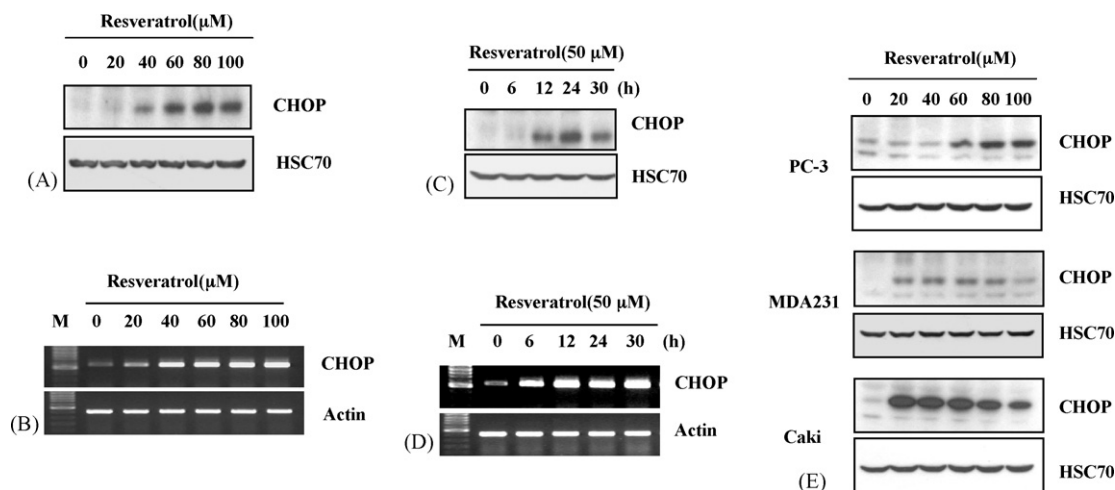 Resveratrol(μM)
0 20 40 60 80 100
CHOP
HSC70
(A)
Resveratrol(μM)
M 0 20 40 60 80 100
CHOP
Actin
(B)
Resveratrol(50 μM)
0 6 12 24 30 (h)
CHOP
HSC70
(C)
Resveratrol(50 μM)
M 0 6 12 24 30 (h)
CHOP
Actin
(D)
Resveratrol(μM)
0 20 40 60 80 100
CHOP
PC-3
HSC70
CHOP
MDA231
HSC70
CHOP
Caki
HSC70
(E)